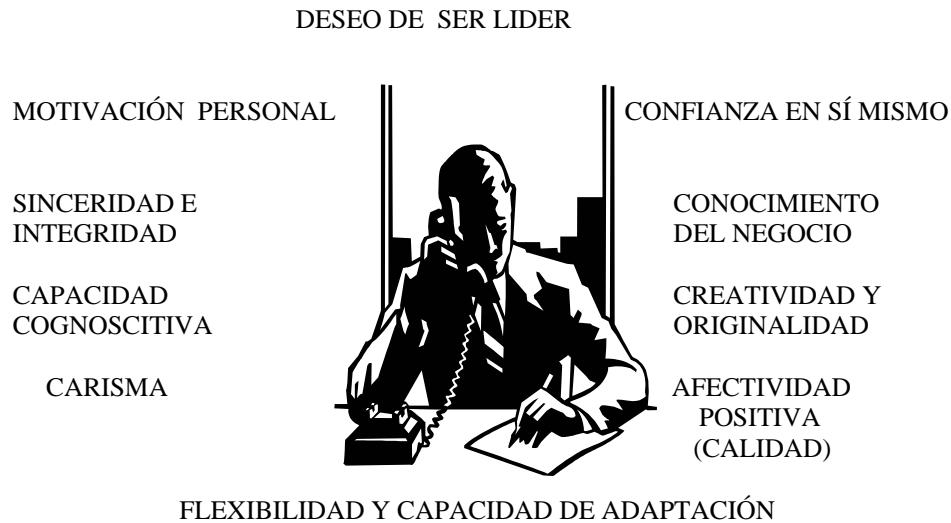 DESEO DE SER LIDER
MOTIVACIÓN PERSONAL
CONFIANZA EN SÍ MISMO
SINCERIDAD E
INTEGRIDAD
CONOCIMIENTO
DEL NEGOCIO
CAPACIDAD
COGNOSCITIVA
CREATIVIDAD Y
ORIGINALIDAD
CARISMA
AFECTIVIDAD
POSITIVA
(CALIDAD)
FLEXIBILIDAD Y CAPACIDAD DE ADAPTACIÓN